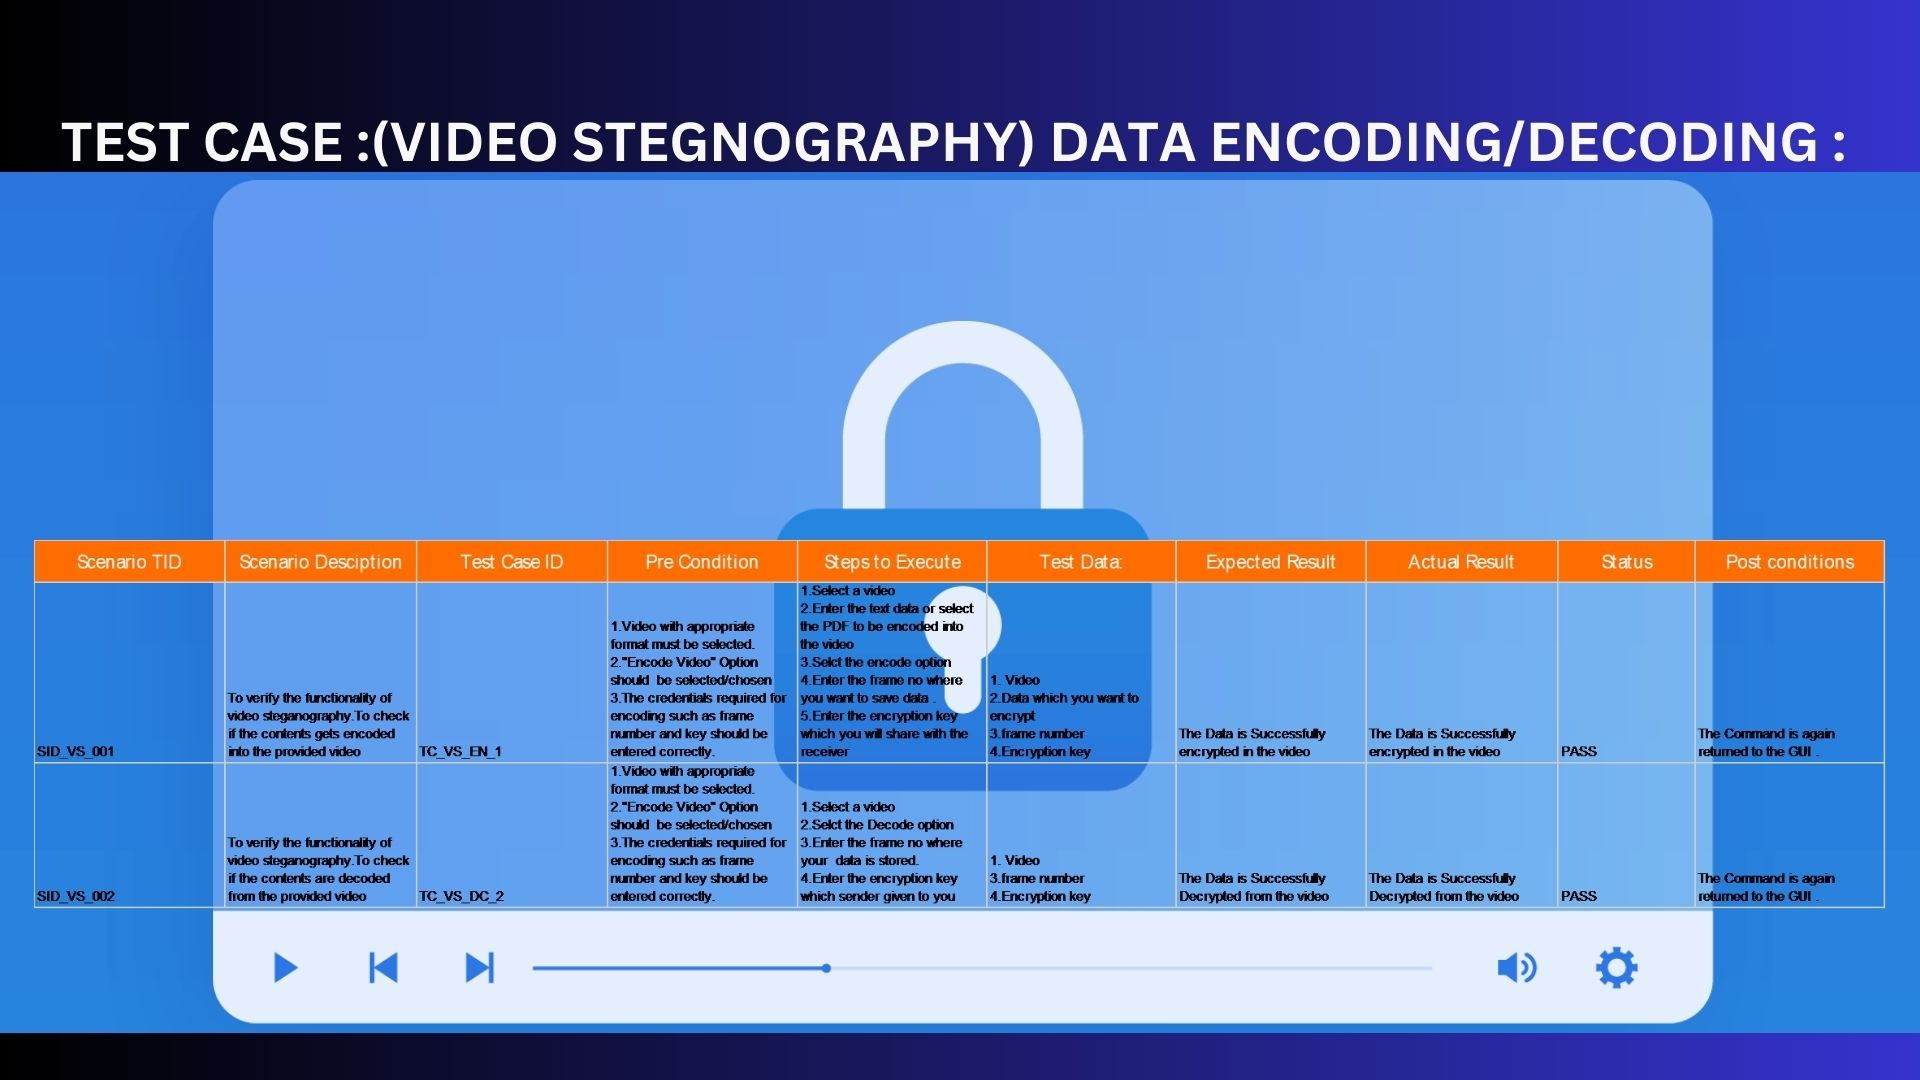 TEST CASE :(VIDEO STEGNOGRAPHY) DATA ENCODING/DECODING :
Scenario TID
Scenario Desciption
Test Case ID
Pre Condition
Steps to Execute
Test Data:
Expected Result
Actual Result
Status
Post conditions
SID_VS_001
To verify the functionality of
video steganography.To check
if the contents gets encoded
into the provided video
TC_VS_EN_1
1.Video with appropriate
format must be selected.
2."Encode Video" Option
should  be selected/chosen
3.The credentials required for
encoding such as frame
number and key should be
entered correctly.
1.Select a video
2.Enter the text data or select
the PDF to be encoded into
the video
3.Selct the encode option
4.Enter the frame no where
you want to save data .
5.Enter the encryption key
which you will share with the
receiver
1. Video
2.Data which you want to
encrypt
3.frame number
4.Encryption key
The Data is Successfully
encrypted in the video
The Data is Successfully
encrypted in the video
PASS
The Command is again
returned to the GUI .
SID_VS_002
To verify the functionality of
video steganography.To check
if the contents are decoded
from the provided video
TC_VS_DC_2
1.Video with appropriate
format must be selected.
2."Encode Video" Option
should  be selected/chosen
3.The credentials required for
encoding such as frame
number and key should be
entered correctly.
1.Select a video
2.Selct the Decode option
3.Enter the frame no where
your  data is stored.
4.Enter the encryption key
which sender given to you
1. Video
3.frame number
4.Encryption key
The Data is Successfully
Decrypted from the video
The Data is Successfully
Decrypted from the video
PASS
The Command is again
returned to the GUI .